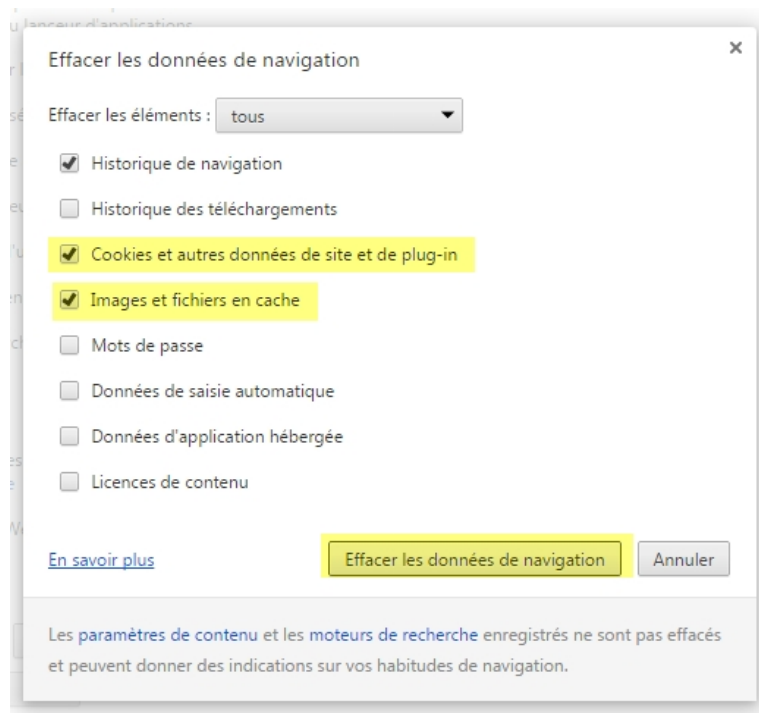 u lanceur d'applications
Effacer les données de navigation
Effacer les éléments : tous
Historique de navigation
Historique des téléchargements
Cookies et autres données de site et de plug-in
Images et fichiers en cache
Mots de passe
Données de saisie automatique
Données d'application hébergée
Licences de contenu
En savoir plus Effacer les données de navigation Annuler
Les paramètres de contenu et les moteurs de recherche enregistrés ne sont pas effacés
et peuvent donner des indications sur vos habitudes de navigation.